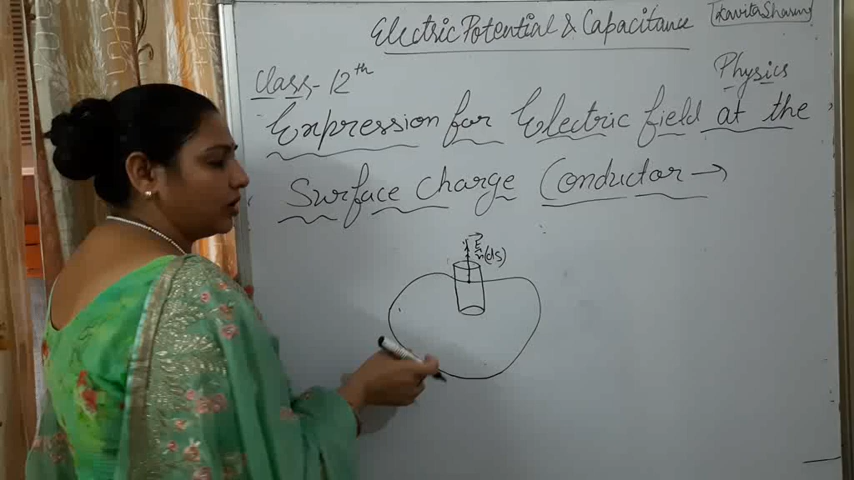 Electric Potential & Capacitance
Kavita Sharma
Class-12th
Physics
Expression for Electric field at the
Surface Charge Conductor →
E
n̂(ds)